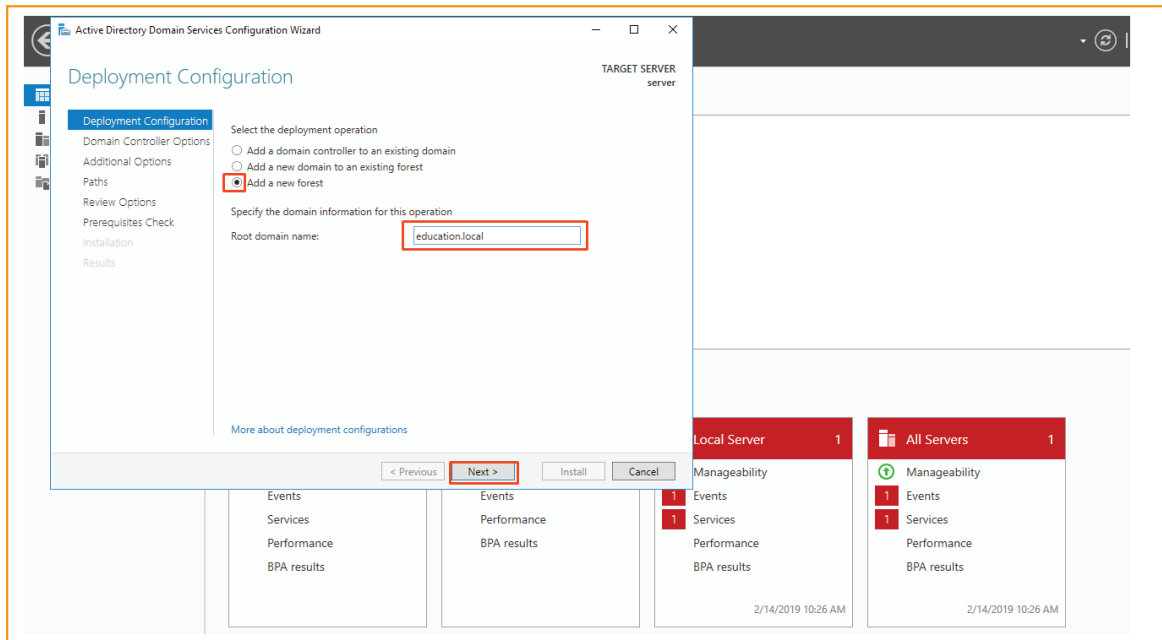 Active Directory Domain Services Configuration Wizard
Deployment Configuration
TARGET SERVER
server
Deployment Configuration
Domain Controller Options
Additional Options
Paths
Review Options
Prerequisites Check
Installation
Results
Select the deployment operation
Add a domain controller to an existing domain
Add a new domain to an existing forest
Add a new forest
Specify the domain information for this operation
Root domain name:
education.local
More about deployment configurations
< Previous
Next >
Install
Cancel
Events
Services
Performance
BPA results
Events
Performance
BPA results
Local Server 1
Manageability
1 Events
1 Services
Performance
BPA results
2/14/2019 10:26 AM
All Servers 1
Manageability
1 Events
1 Services
Performance
BPA results
2/14/2019 10:26 AM